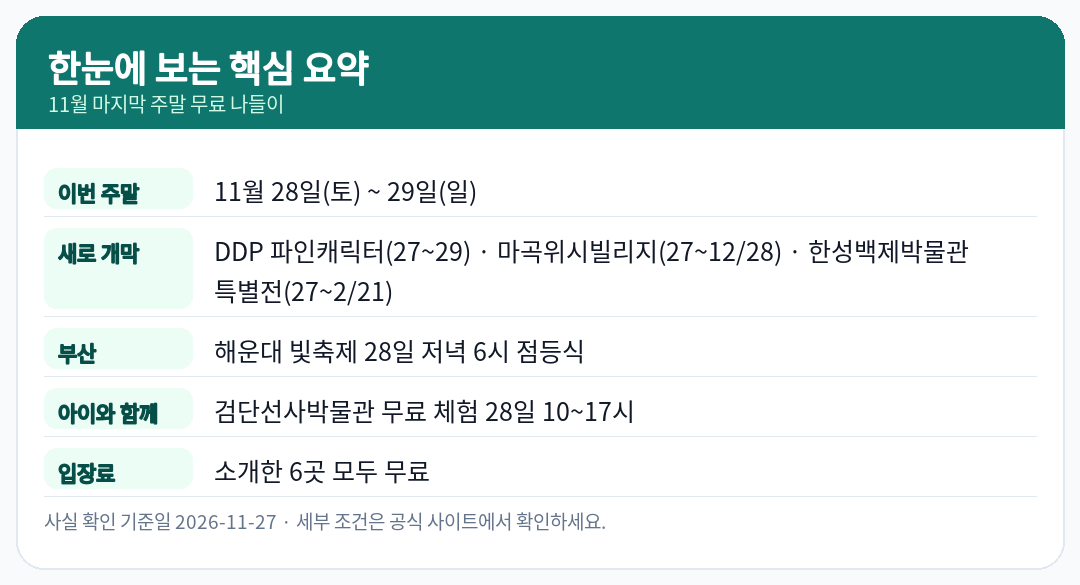 한눈에 보는 핵심 요약
11월 마지막 주말 무료 나들이
이번 주말
11월 28일(토) ~ 29일(일)
새로 개막
DDP 파인캐릭터(27~29) · 마곡위시빌리지(27~12/28) · 한성백제박물관
특별전(27~2/21)
부산
해운대 빛축제 28일 저녁 6시 점등식
아이와 함께
검단선사박물관 무료 체험 28일 10~17시
입장료
소개한 6곳 모두 무료
사실 확인 기준일 2026-11-27 · 세부 조건은 공식 사이트에서 확인하세요.